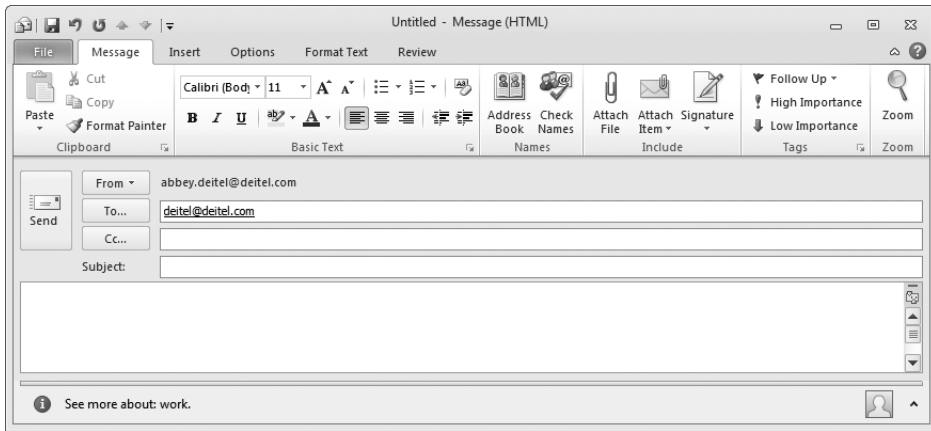 Untitled - Message (HTML)
File Message Insert Options Format Text Review
Paste
Cut
Copy
Format Painter
Clipboard
Calibri (Body 11
B I U
Basic Text
Address Book
Check Names
Names
Attach File
Attach Item
Signature
Include
Follow Up
High Importance
Low Importance
Tags
Zoom
Zoom
Send
From abbey.deitel@deitel.com
To... deitel@deitel.com
Cc...
Subject:
See more about: work.